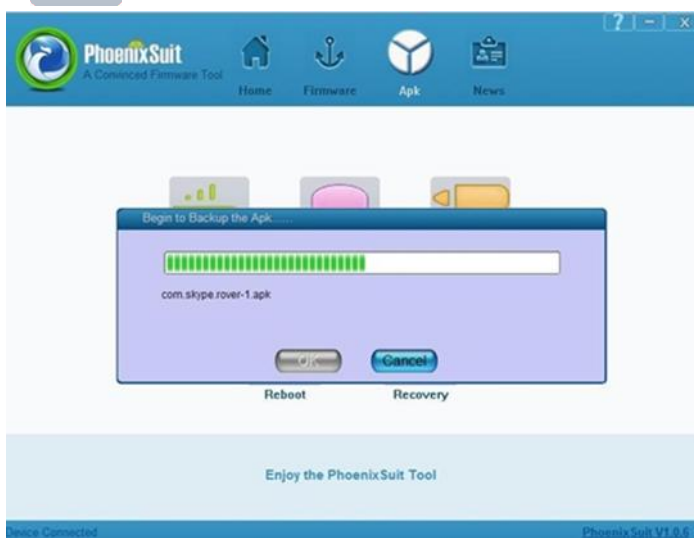 ? - x
PhoenixSuit
A Convinced Firmware Tool
Home Firmware Apk News
Begin to Backup the Apk......
com.skype.rover-1.apk
OK Cancel
Reboot Recovery
Enjoy the PhoenixSuit Tool
Device Connected PhoenixSuit V1.0.6